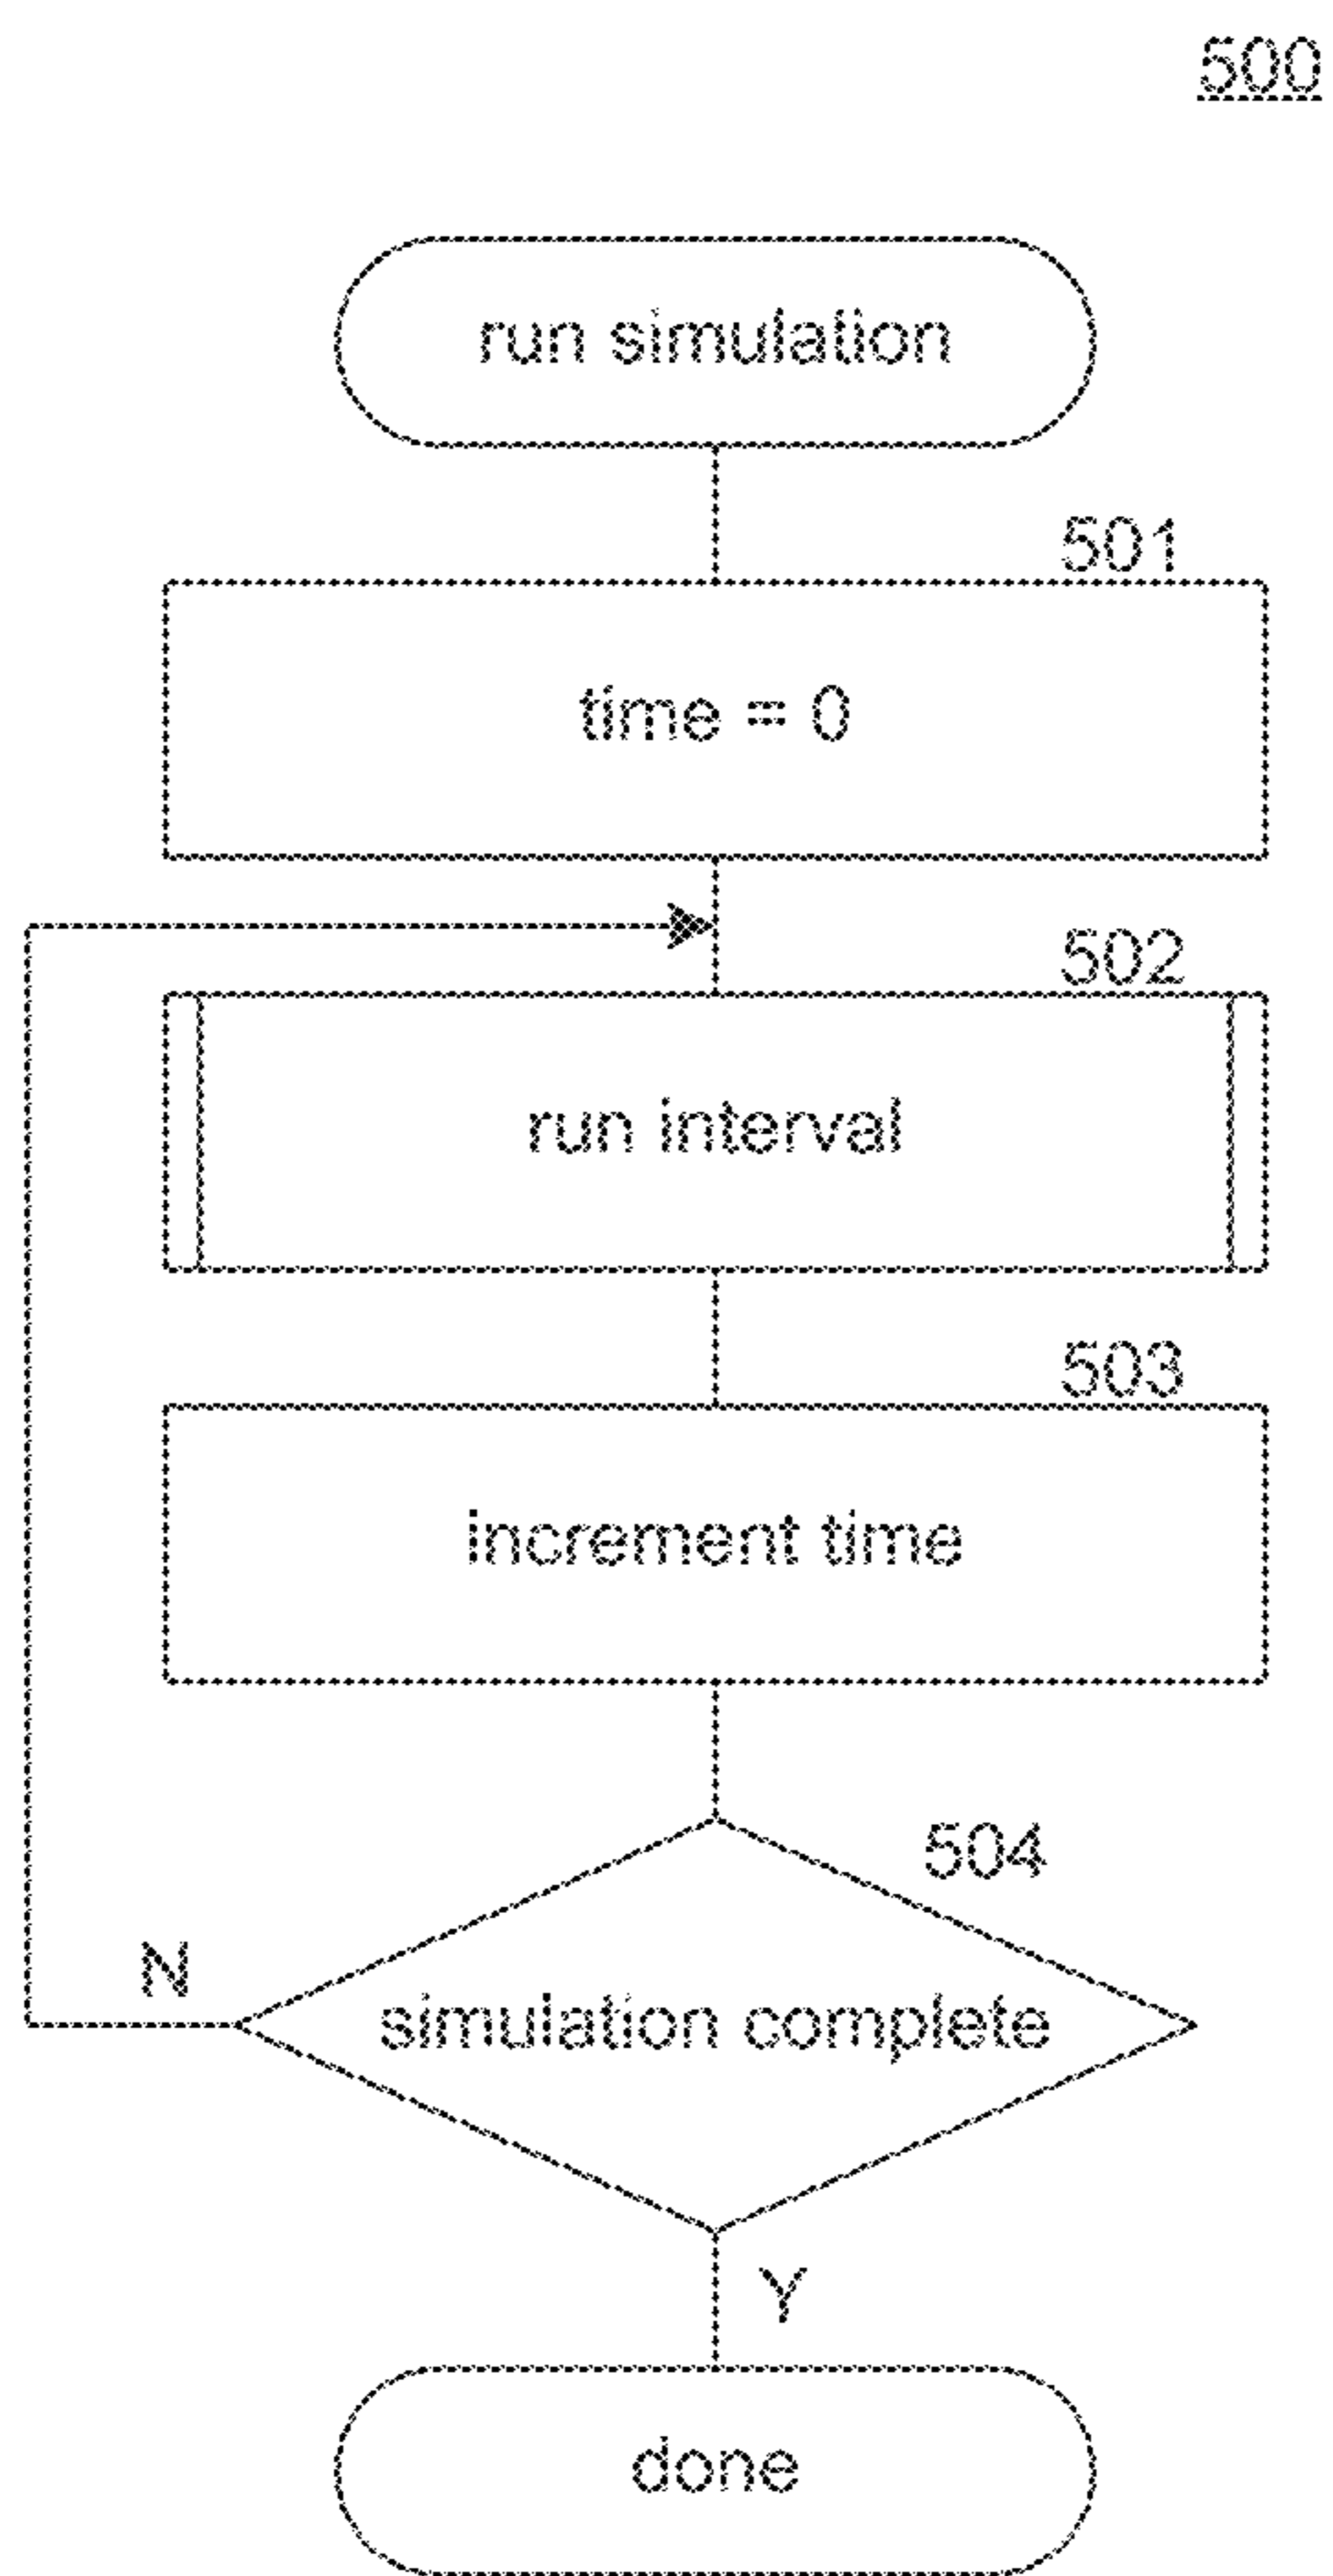 500
run simulation
501
time = 0
502
run interval
503
increment time
504
N
simulation complete
Y
done